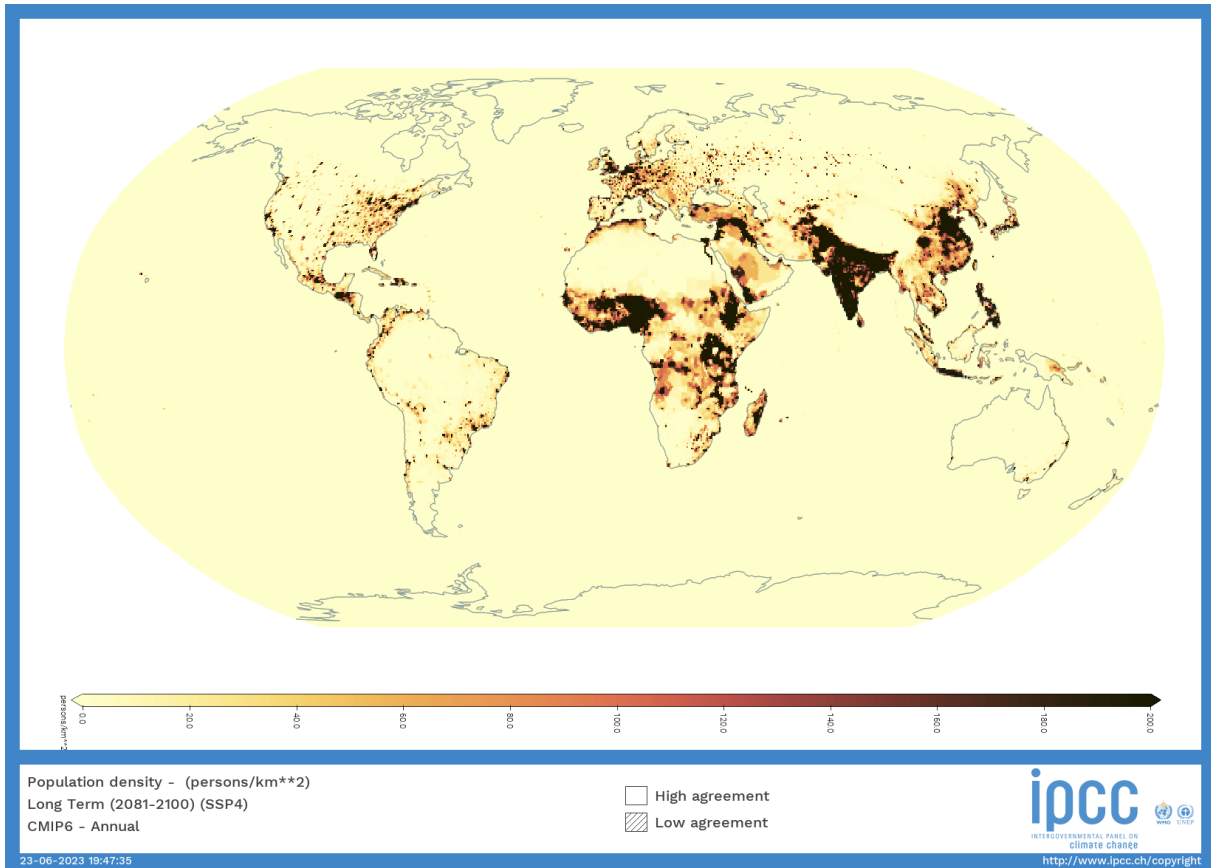 persons/km**2
0.0 20.0 40.0 60.0 80.0 100.0 120.0 140.0 160.0 180.0 200.0
Population density - (persons/km**2)
Long Term (2081-2100) (SSP4)
CMIP6 - Annual
High agreement
Low agreement
ipcc
INTERGOVERNMENTAL PANEL ON
climate change
WMO UNEP
23-06-2023 19:47:35
http://www.ipcc.ch/copyright